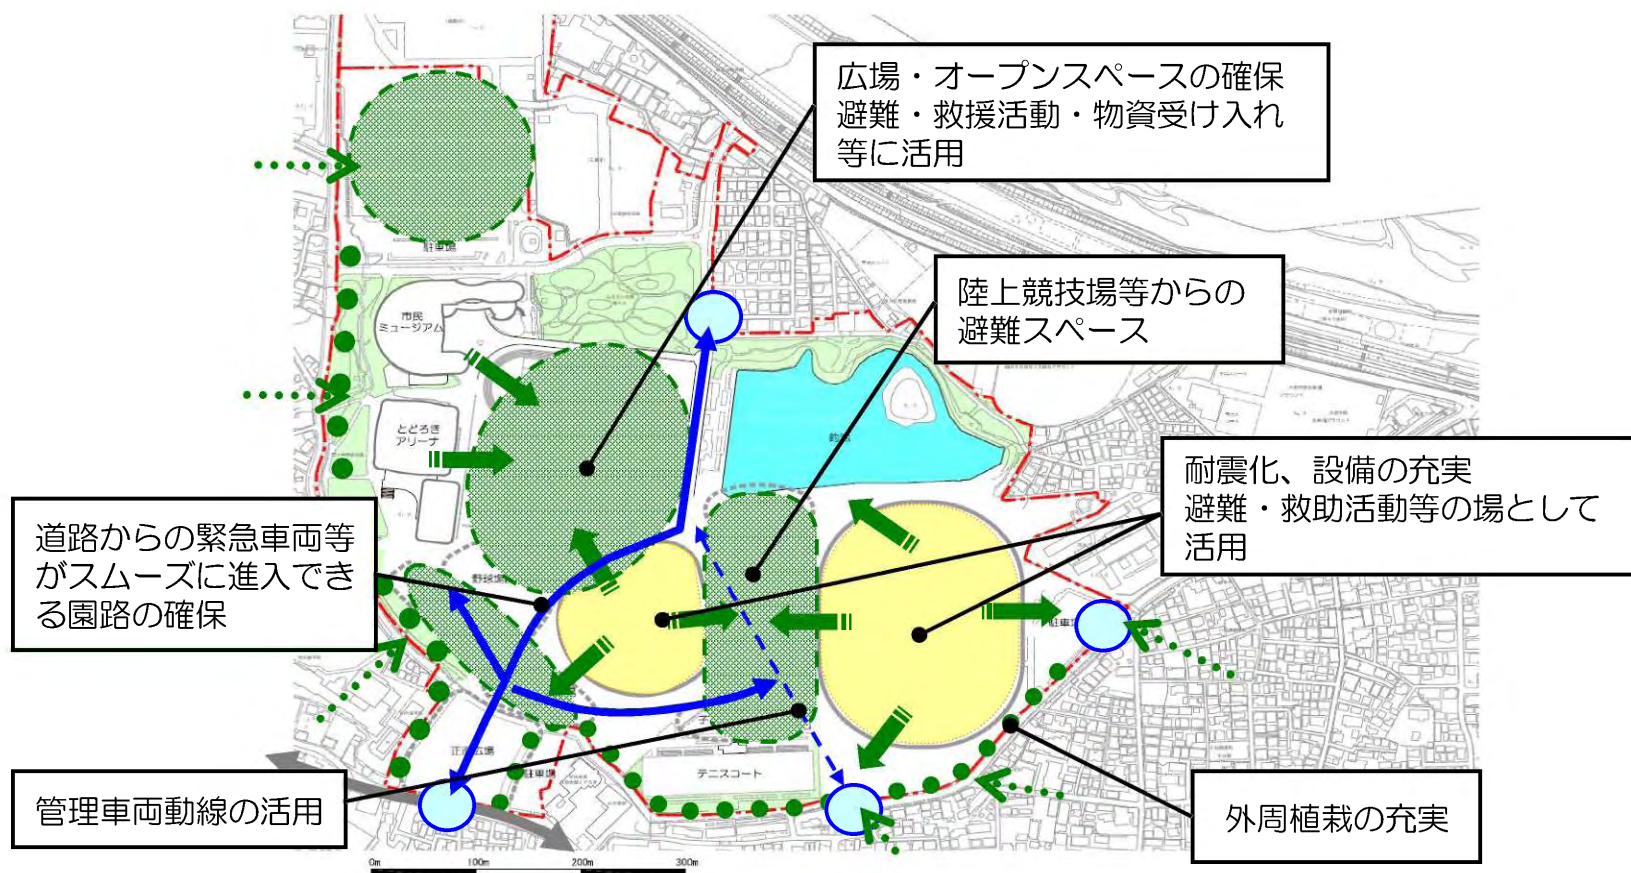 広場・オープンスペースの確保
避難・救援活動・物資受け入れ
等に活用
陸上競技場等からの
避難スペース
耐震化、設備の充実
避難・救助活動等の場として
活用
道路からの緊急車両等
がスムーズに進入でき
る園路の確保
管理車両動線の活用
外周植栽の充実
駐車場
市民
ミュージアム
とどろき
アリーナ
野球場
駐車場
正面広場
駐車場
テニスコート
0m
100m
200m
300m